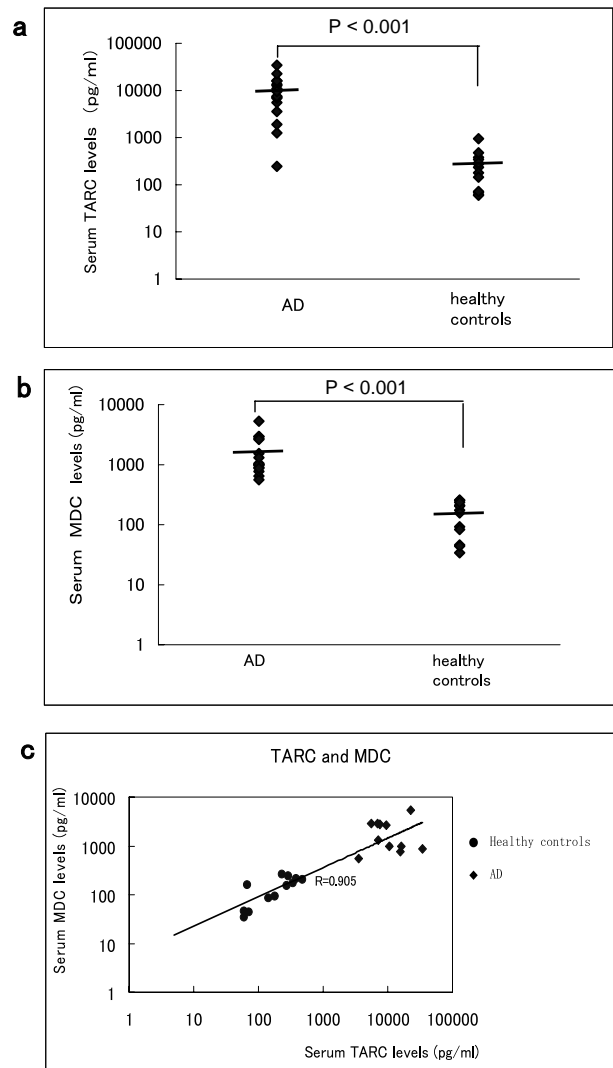 a
P < 0.001
Serum TARC levels (pg/ml)
100000
10000
1000
100
10
1
AD
healthy
controls
b
P < 0.001
Serum MDC levels (pg/ml)
10000
1000
100
10
1
AD
healthy
controls
c
TARC and MDC
Serum MDC levels (pg/ml)
10000
1000
100
10
1
R=0.905
Healthy controls
AD
1 10 100 1000 10000 100000
Serum TARC levels (pg/ml)